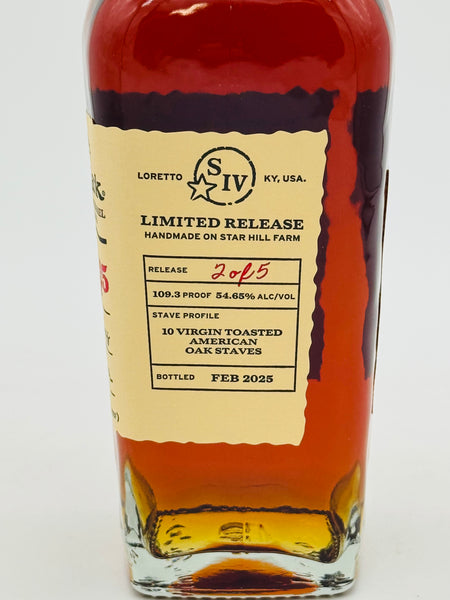 S
IV
LORETTO KY, USA.
LIMITED RELEASE
HANDMADE ON STAR HILL FARM
RELEASE 2 of 5
109.3 PROOF 54.65% ALC/VOL
STAVE PROFILE
10 VIRGIN TOASTED
AMERICAN
OAK STAVES
BOTTLED FEB 2025